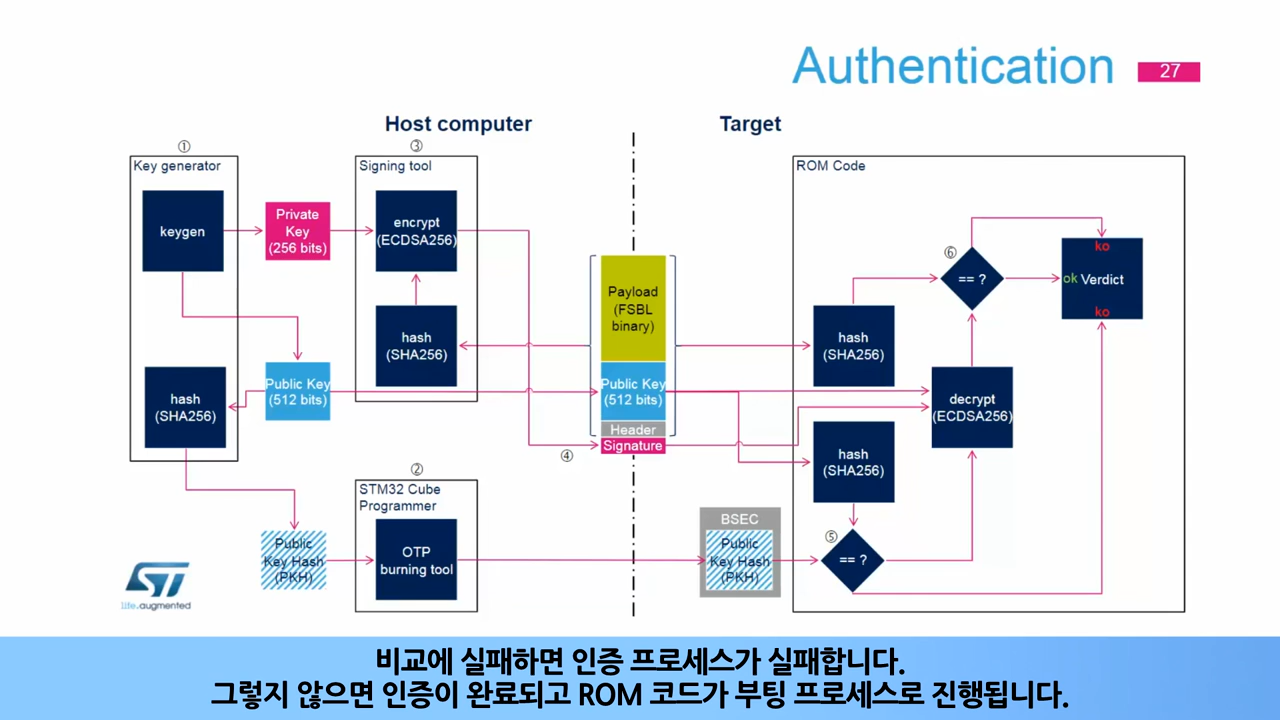 Authentication
27
Host computer
Target
①
Key generator
keygen
Private
Key
(256 bits)
③
Signing tool
encrypt
(ECDSA256)
hash
(SHA256)
Public Key
(512 bits)
hash
(SHA256)
Public
Key Hash
(PKH)
②
STM32 Cube
Programmer
OTP
burning tool
④
Payload
(FSBL
binary)
Public Key
(512 bits)
Header
Signature
BSEC
Public
Key Hash
(PKH)
ROM Code
⑥
== ?
ko
ok Verdict
ko
hash
(SHA256)
decrypt
(ECDSA256)
hash
(SHA256)
⑤
== ?
ST
life.augmented
비교에 실패하면 인증 프로세스가 실패합니다.
그렇지 않으면 인증이 완료되고 ROM 코드가 부팅 프로세스로 진행됩니다.